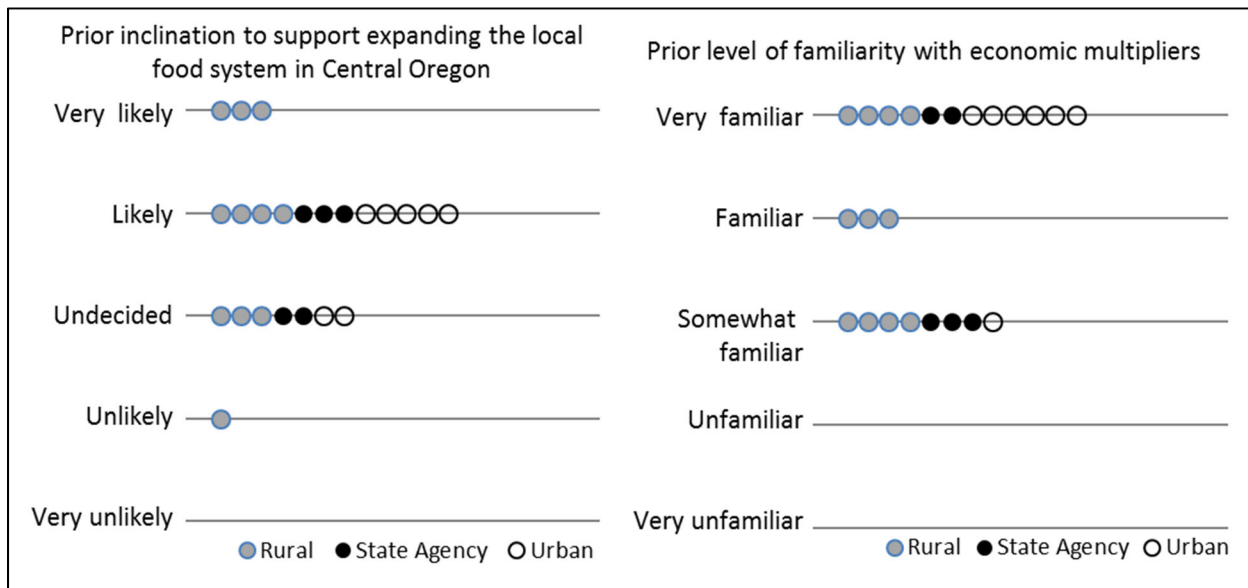 Prior inclination to support expanding the local
food system in Central Oregon
Very likely
Likely
Undecided
Unlikely
Very unlikely
Rural State Agency Urban
Prior level of familiarity with economic multipliers
Very familiar
Familiar
Somewhat
familiar
Unfamiliar
Very unfamiliar
Rural State Agency Urban